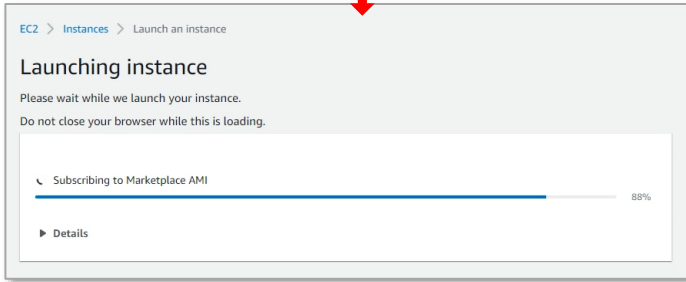 EC2 > Instances > Launch an instance
Launching instance
Please wait while we launch your instance.
Do not close your browser while this is loading.
Subscribing to Marketplace AMI
88%
Details